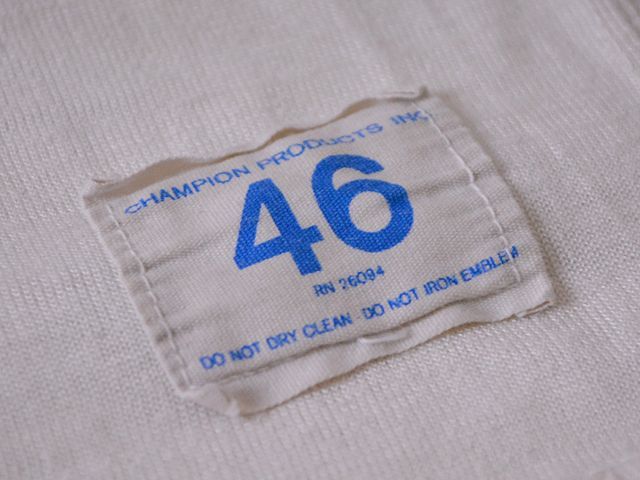 CHAMPION PRODUCTS INC
46
RN 26094
DO NOT DRY CLEAN DO NOT IRON EMBLEM